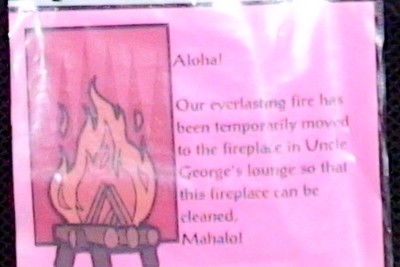 Aloha!
Our everlasting fire has
been temporarily moved
to the fireplace in Uncle
George's lounge so that
this fireplace can be
cleaned.
Mahalo!